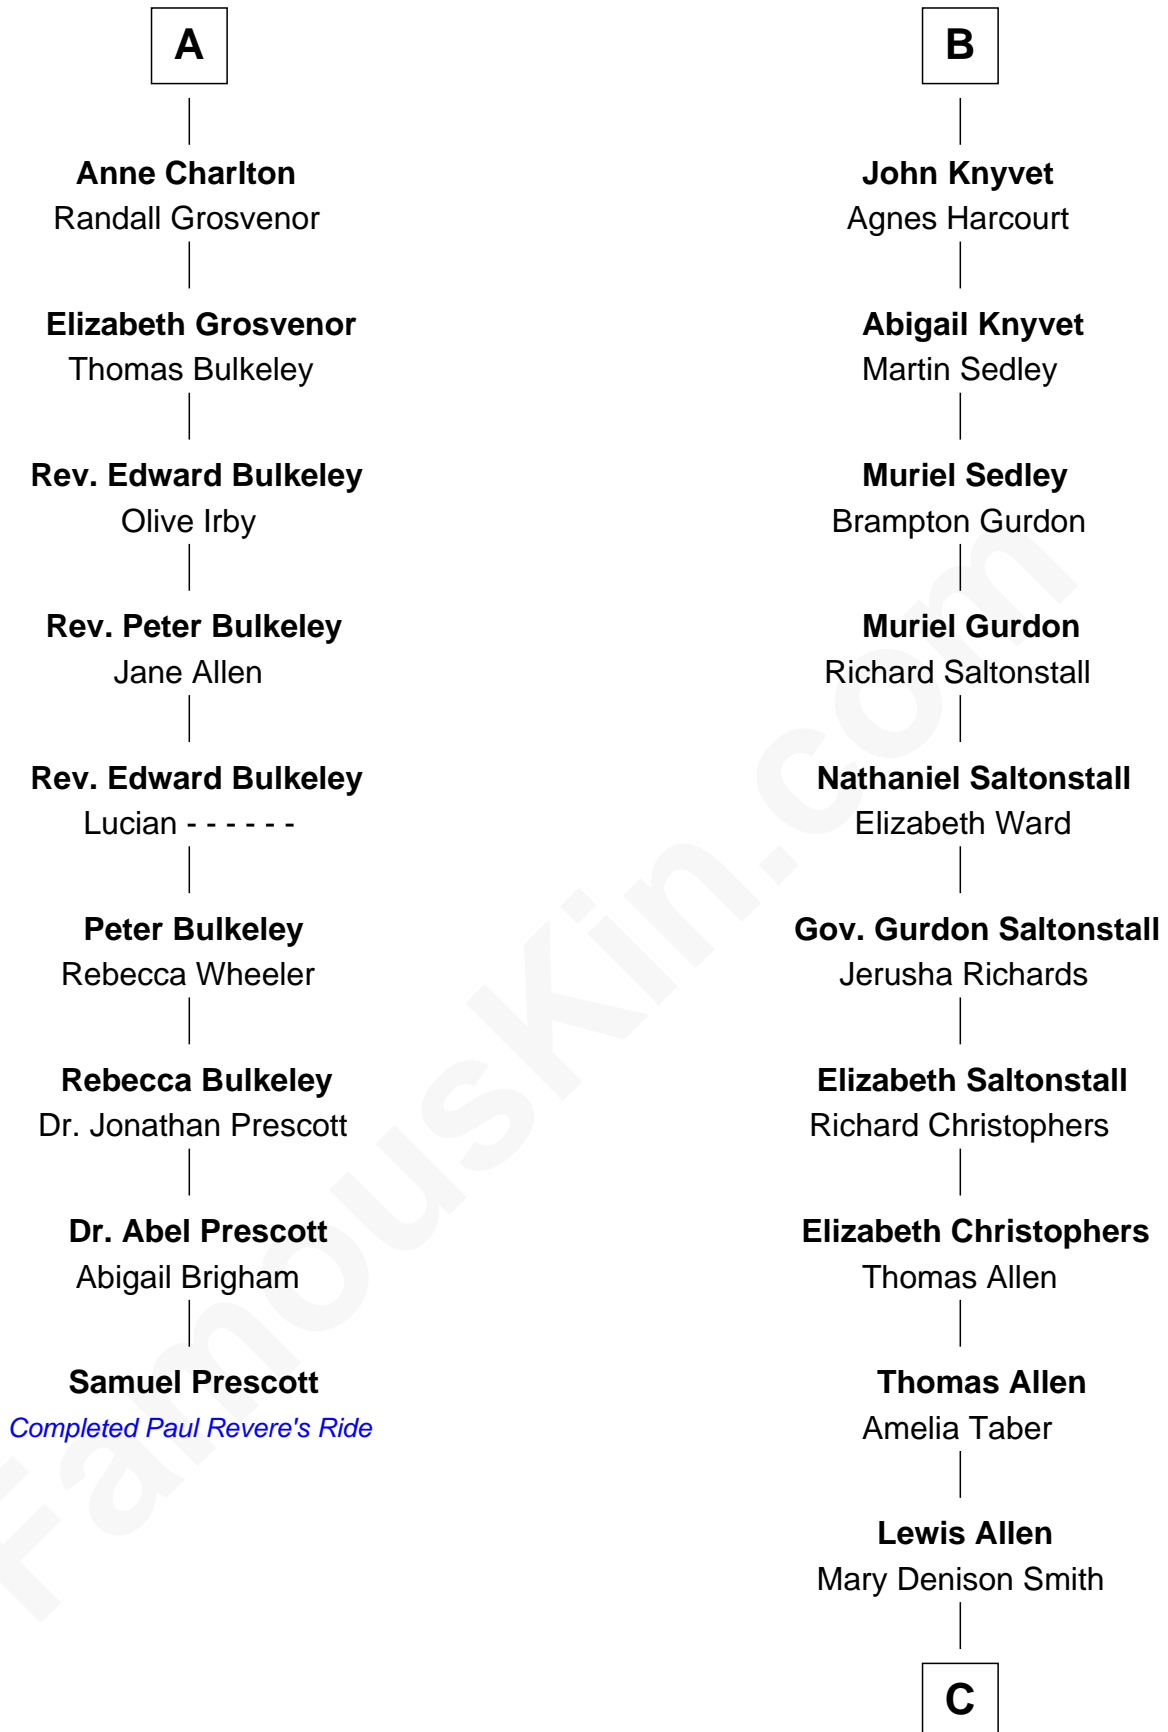 A
Anne Charlton
Randall Grosvenor
Elizabeth Grosvenor
Thomas Bulkeley
Rev. Edward Bulkeley
Olive Irby
Rev. Peter Bulkeley
Jane Allen
Rev. Edward Bulkeley
Lucian - - - - - -
Peter Bulkeley
Rebecca Wheeler
Rebecca Bulkeley
Dr. Jonathan Prescott
Dr. Abel Prescott
Abigail Brigham
Samuel Prescott
Completed Paul Revere's Ride
B
John Knyvet
Agnes Harcourt
Abigail Knyvet
Martin Sedley
Muriel Sedley
Brampton Gurdon
Muriel Gurdon
Richard Saltonstall
Nathaniel Saltonstall
Elizabeth Ward
Gov. Gurdon Saltonstall
Jerusha Richards
Elizabeth Saltonstall
Richard Christophers
Elizabeth Christophers
Thomas Allen
Thomas Allen
Amelia Taber
Lewis Allen
Mary Denison Smith
C
FamousKin.com